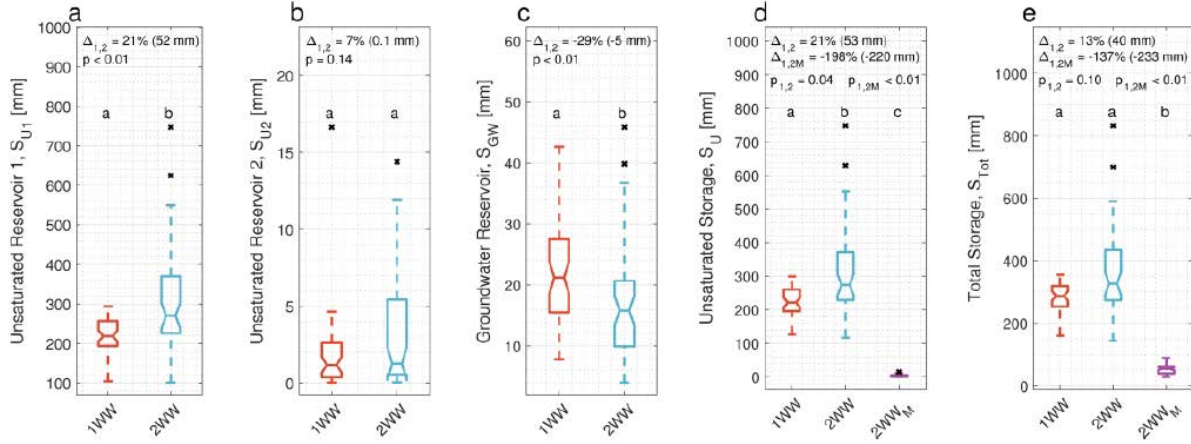 a
Δ1,2 = 21% (52 mm)
p < 0.01
a
b
Unsaturated Reservoir 1, SU1 [mm]
1000
900
800
700
600
500
400
300
200
100
1WW
2WW
b
Δ1,2 = 7% (0.1 mm)
p = 0.14
a
a
Unsaturated Reservoir 2, SU2 [mm]
20
15
10
5
0
1WW
2WW
c
Δ1,2 = -29% (-5 mm)
p < 0.01
a
b
Groundwater Reservoir, SGW [mm]
60
50
40
30
20
10
1WW
2WW
d
Δ1,2 = 21% (53 mm)
Δ1,2M = -198% (-220 mm)
p1,2 = 0.04 p1,2M < 0.01
a
b
c
Unsaturated Storage, SU [mm]
1000
900
800
700
600
500
400
300
200
100
0
1WW
2WW
2WWM
e
Δ1,2 = 13% (40 mm)
Δ1,2M = -137% (-233 mm)
p1,2 = 0.10 p1,2M < 0.01
a
a
b
Total Storage, STot [mm]
1000
800
600
400
200
0
1WW
2WW
2WWM